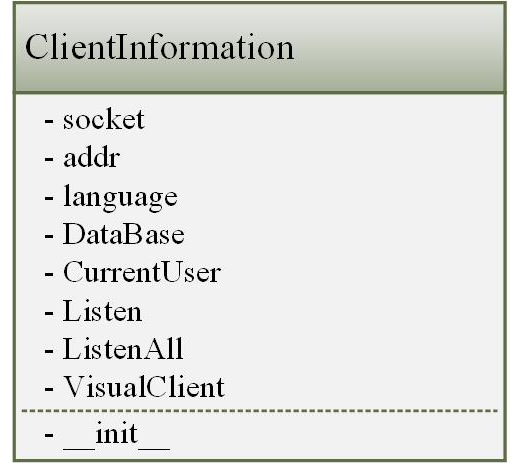 ClientInformation
- socket
- addr
- language
- DataBase
- CurrentUser
- Listen
- ListenAll
- VisualClient
- __init__